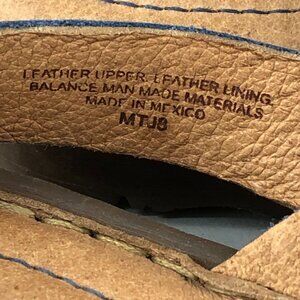 LEATHER UPPER. LEATHER LINING.
BALANCE MAN MADE MATERIALS
MADE IN MEXICO
MTJ8